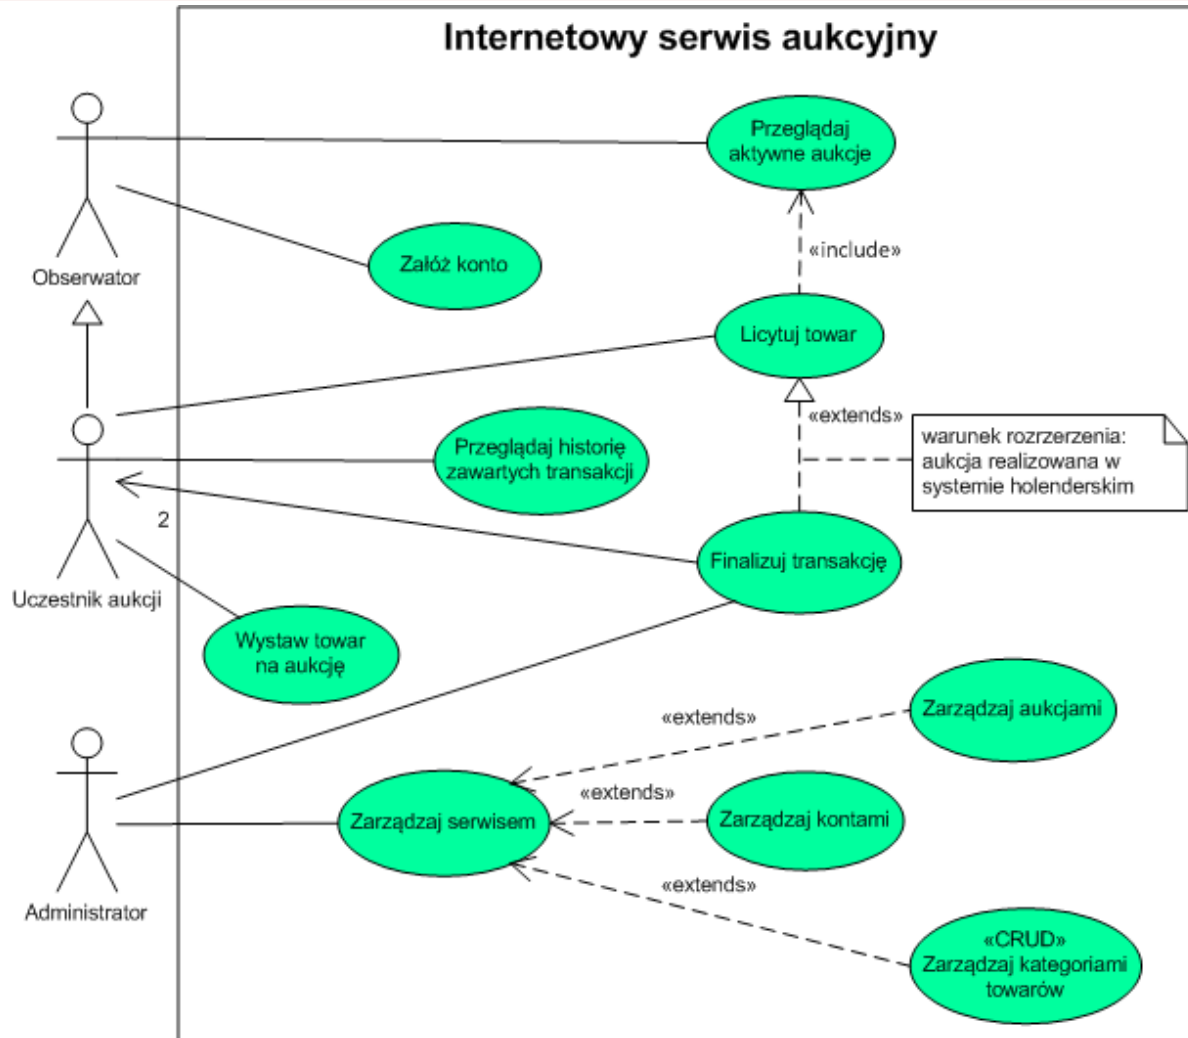 Internetowy serwis aukcyjny
Przeglądaj
aktywne aukcje
«include»
Załóż konto
Obserwator
Licytuj towar
«extends»
warunek rozrzerzenia:
aukcja realizowana w
systemie holenderskim
Przeglądaj historię
zawartych transakcji
2
Finalizuj transakcję
Uczestnik aukcji
Wystaw towar
na aukcję
Zarządzaj aukcjami
«extends»
«extends»
Zarządzaj serwisem
Zarządzaj kontami
«extends»
Administrator
«CRUD»
Zarządzaj kategoriami
towarów